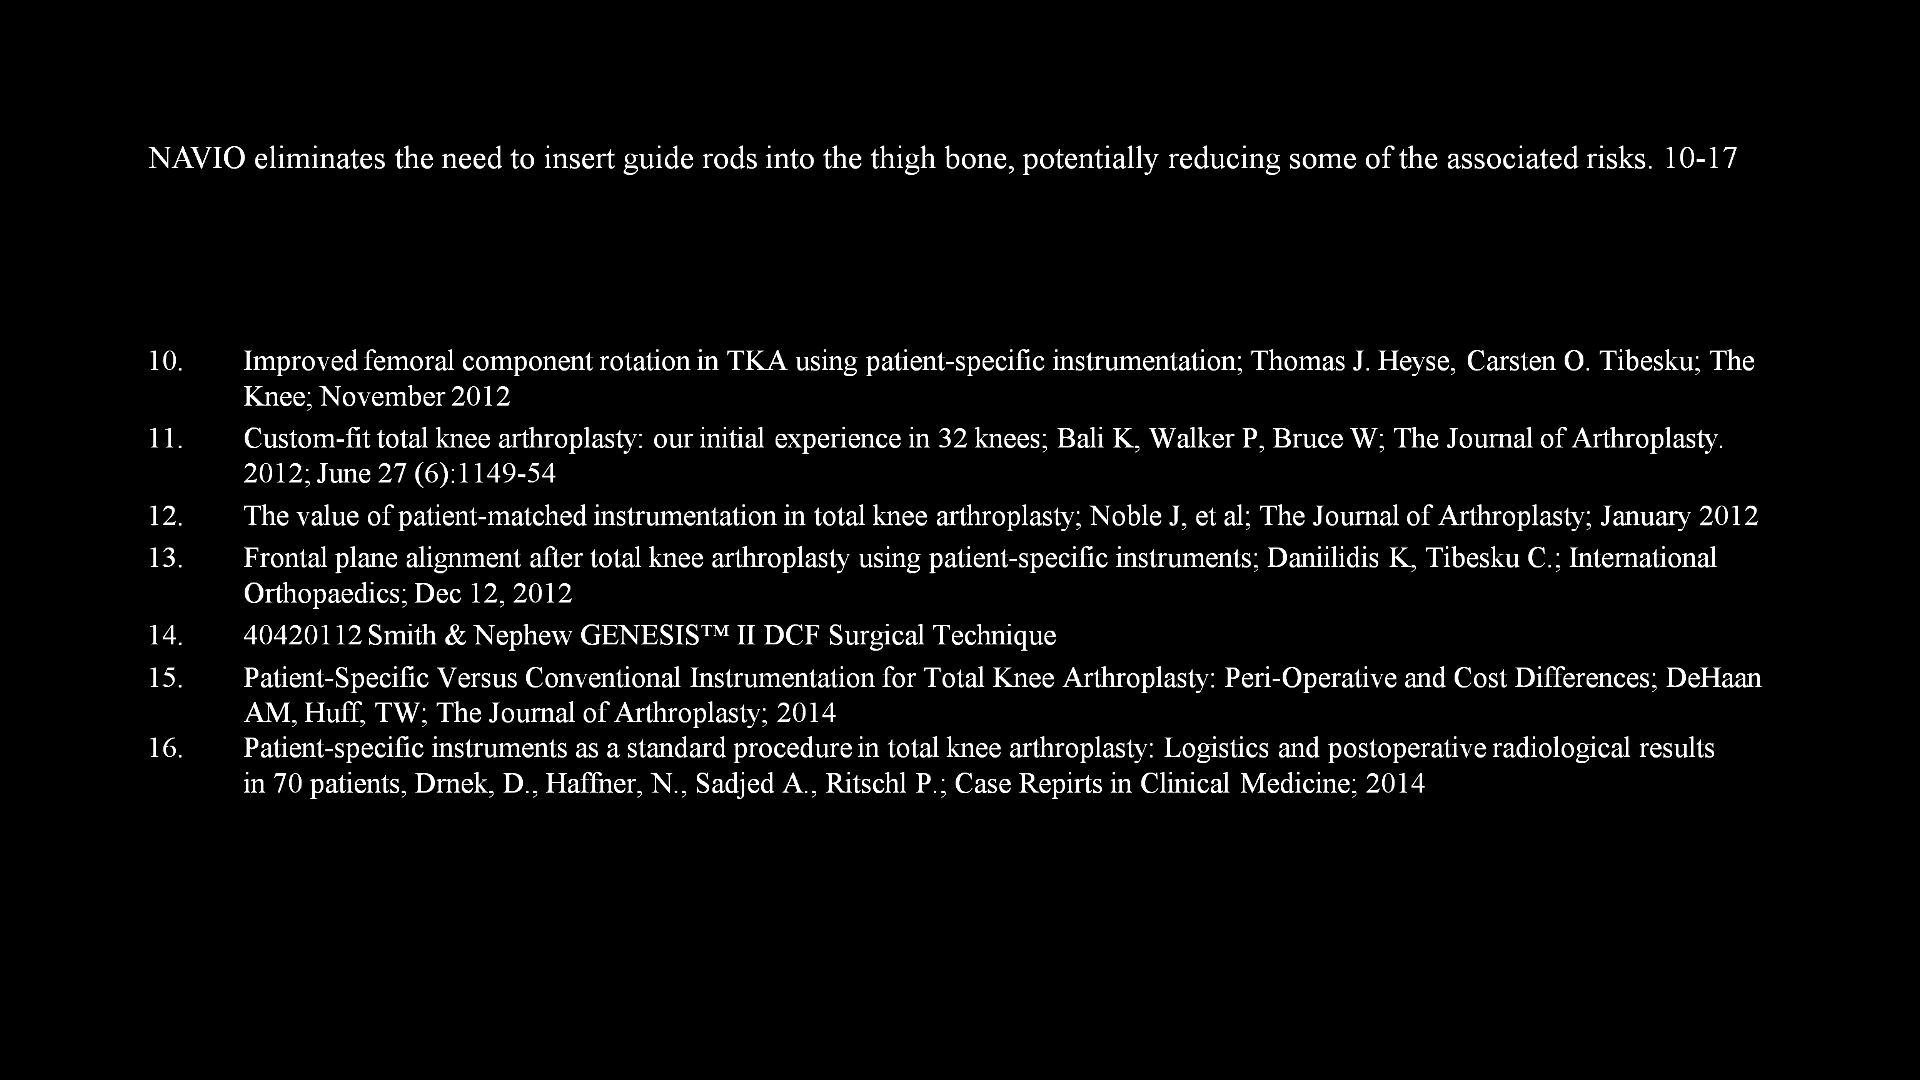 NAVIO eliminates the need to insert guide rods into the thigh bone, potentially reducing some of the associated risks. 10-17
10. Improved femoral component rotation in TKA using patient-specific instrumentation; Thomas J. Heyse, Carsten O. Tibesku; The
Knee; November 2012
11. Custom-fit total knee arthroplasty: our initial experience in 32 knees; Bali K, Walker P, Bruce W; The Journal of Arthroplasty.
2012; June 27 (6):1149-54
12. The value of patient-matched instrumentation in total knee arthroplasty; Noble J, et al; The Journal of Arthroplasty; January 2012
13. Frontal plane alignment after total knee arthroplasty using patient-specific instruments; Daniilidis K, Tibesku C.; International
Orthopaedics; Dec 12, 2012
14. 40420112 Smith & Nephew GENESIS™ II DCF Surgical Technique
15. Patient-Specific Versus Conventional Instrumentation for Total Knee Arthroplasty: Peri-Operative and Cost Differences; DeHaan
AM, Huff, TW; The Journal of Arthroplasty; 2014
16. Patient-specific instruments as a standard procedure in total knee arthroplasty: Logistics and postoperative radiological results
in 70 patients, Drnek, D., Haffner, N., Sadjed A., Ritschl P.; Case Repirts in Clinical Medicine; 2014